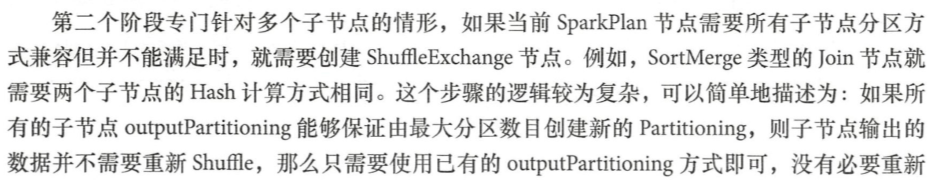 第二个阶段专门针对多个子节点的情形，如果当前 SparkPlan 节点需要所有子节点分区方
式兼容但并不能满足时，就需要创建 ShuffleExchange 节点。例如，SortMerge 类型的 Join 节点就
需要两个子节点的 Hash 计算方式相同。这个步骤的逻辑较为复杂，可以简单地描述为：如果所
有的子节点 outputPartitioning 能够保证由最大分区数目创建新的 Partitioning，则子节点输出的
数据并不需要重新 Shuffle，那么只需要使用已有的 outputPartitioning 方式即可，没有必要重新